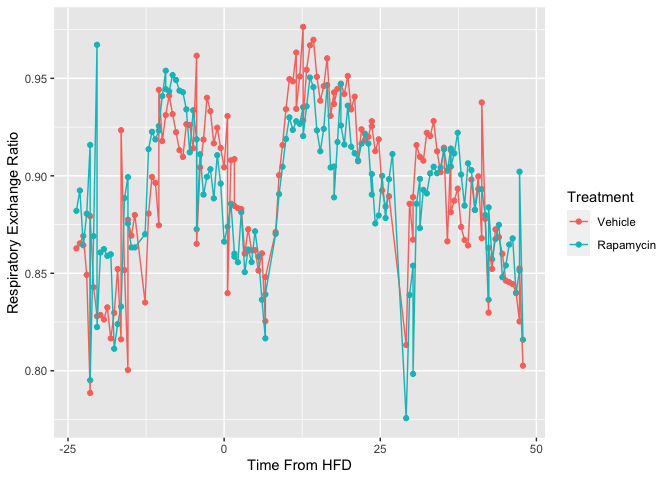 0.95
0.90
0.85
0.80
Respiratory Exchange Ratio
-25
0
25
50
Time From HFD
Treatment
Vehicle
Rapamycin